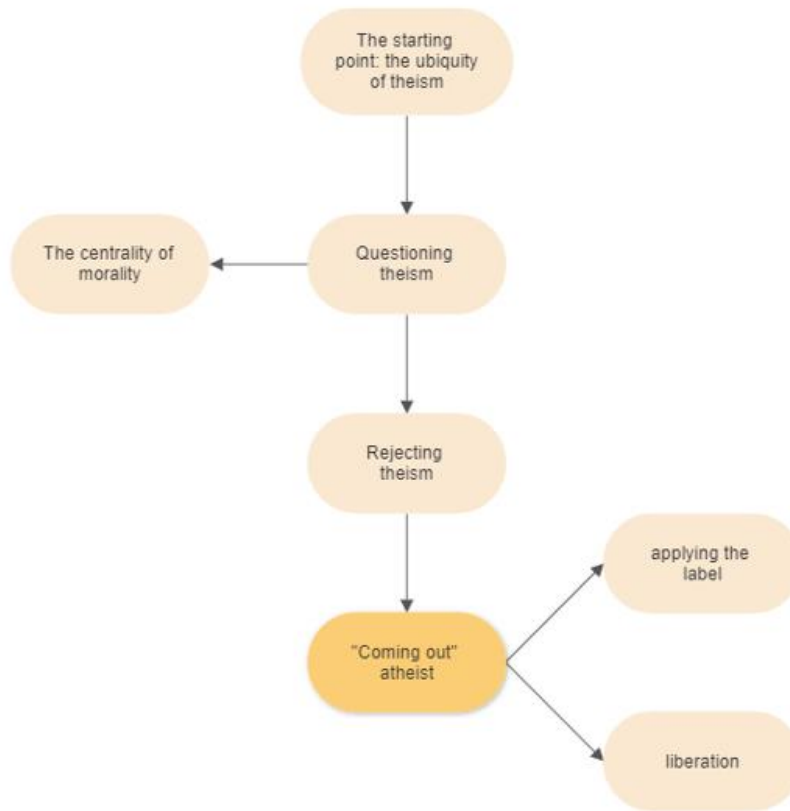 The starting
point: the ubiquity
of theism
The centrality of
morality
Questioning
theism
Rejecting
theism
applying the
label
"Coming out"
atheist
liberation